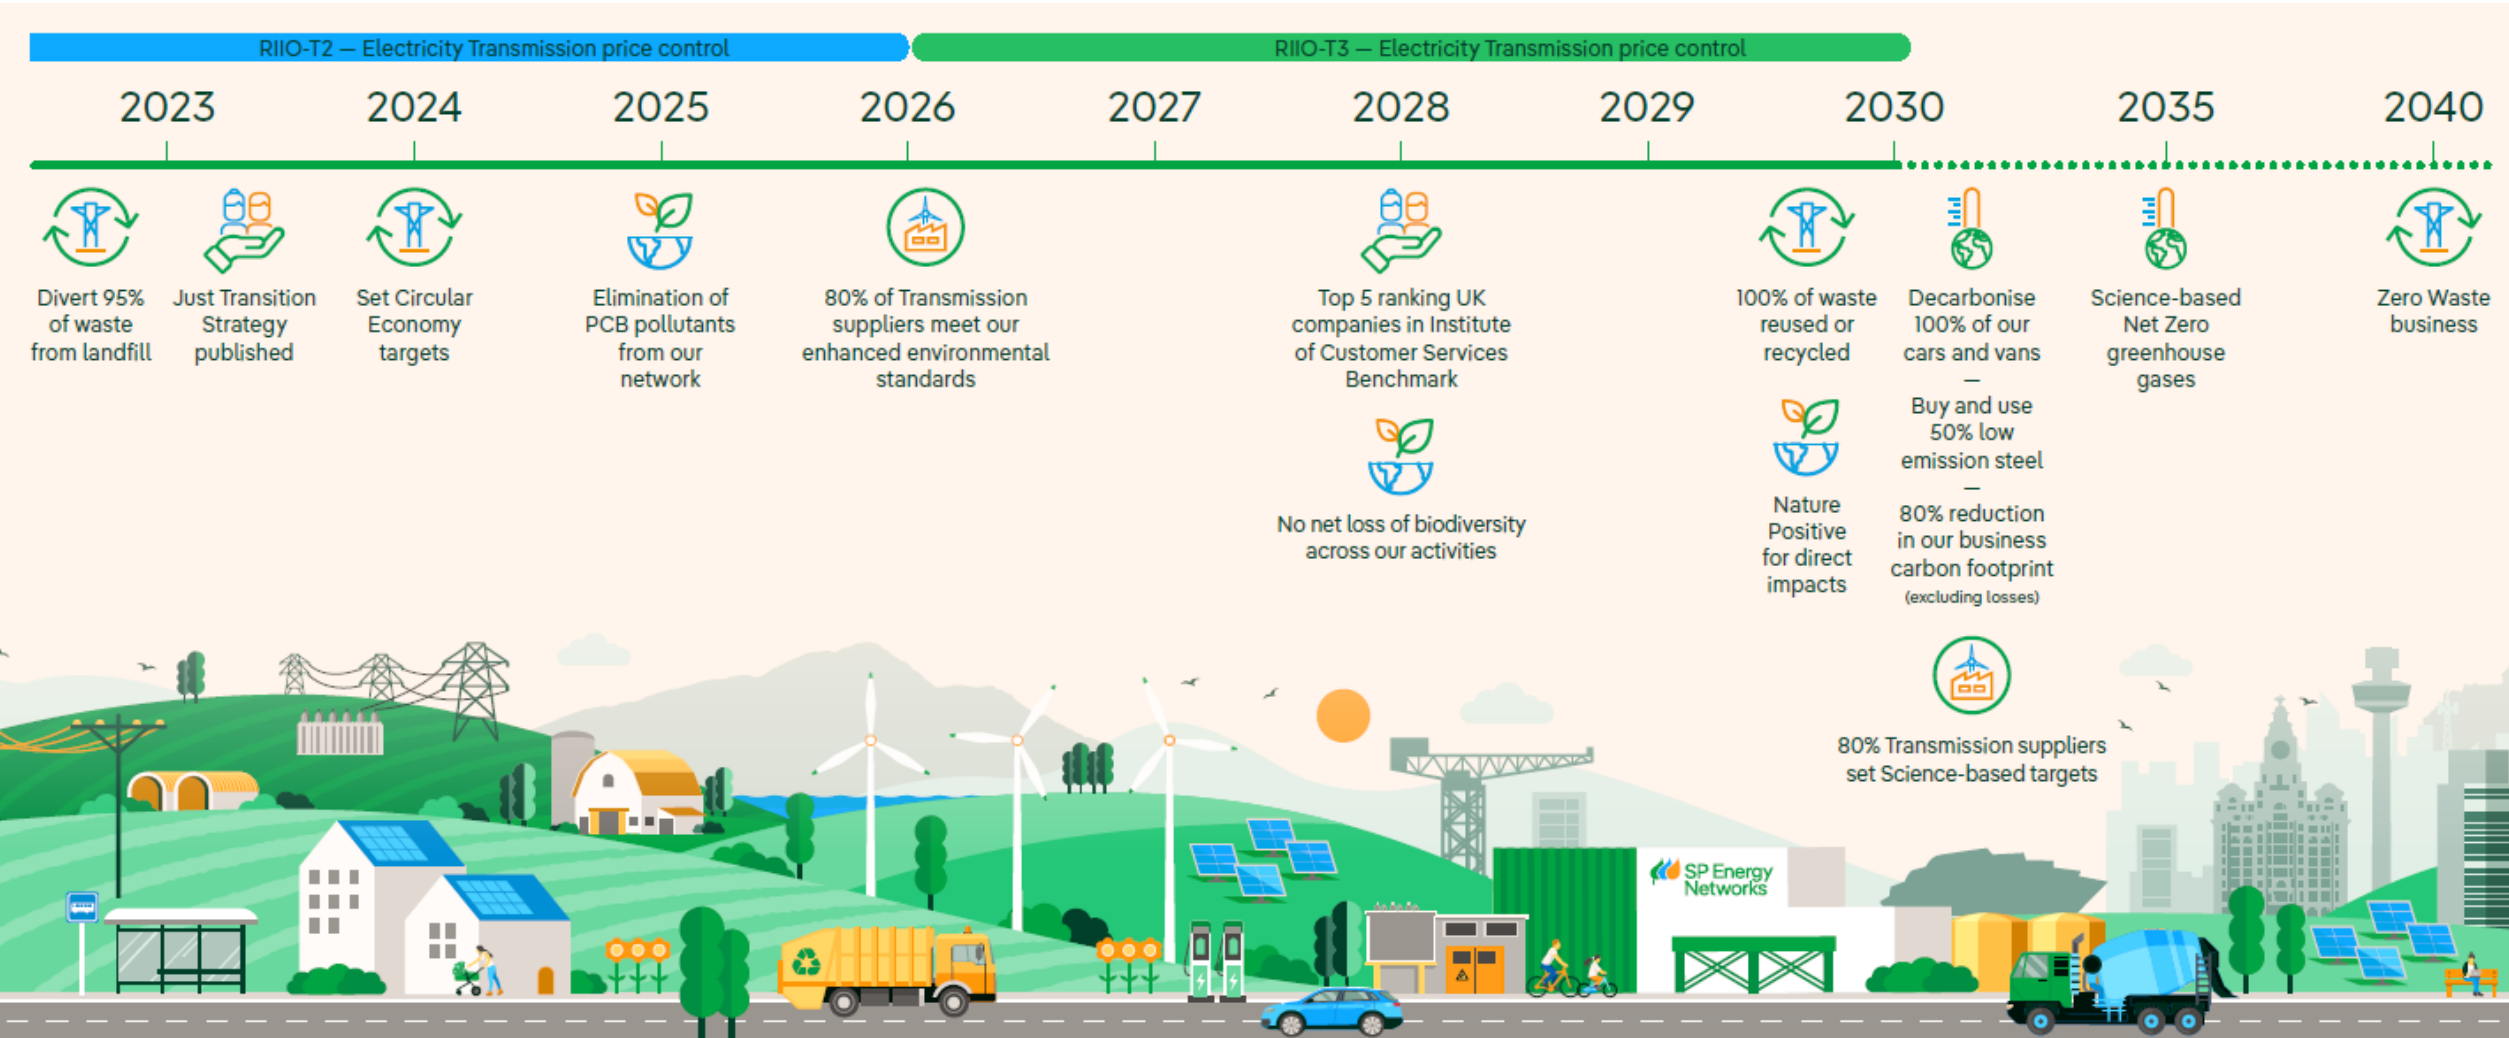 RIIO-T2 — Electricity Transmission price control
RIIO-T3 — Electricity Transmission price control
2023
2024
2025
2026
2027
2028
2029
2030
2035
2040
Divert 95%
of waste
from landfill
Just Transition
Strategy
published
Set Circular
Economy
targets
Elimination of
PCB pollutants
from our
network
80% of Transmission
suppliers meet our
enhanced environmental
standards
Top 5 ranking UK
companies in Institute
of Customer Services
Benchmark
No net loss of biodiversity
across our activities
100% of waste
reused or
recycled
Nature
Positive
for direct
impacts
Decarbonise
100% of our
cars and vans
—
Buy and use
50% low
emission steel
—
80% reduction
in our business
carbon footprint
(excluding losses)
80% Transmission suppliers
set Science-based targets
Science-based
Net Zero
greenhouse
gases
Zero Waste
business
SP Energy
Networks